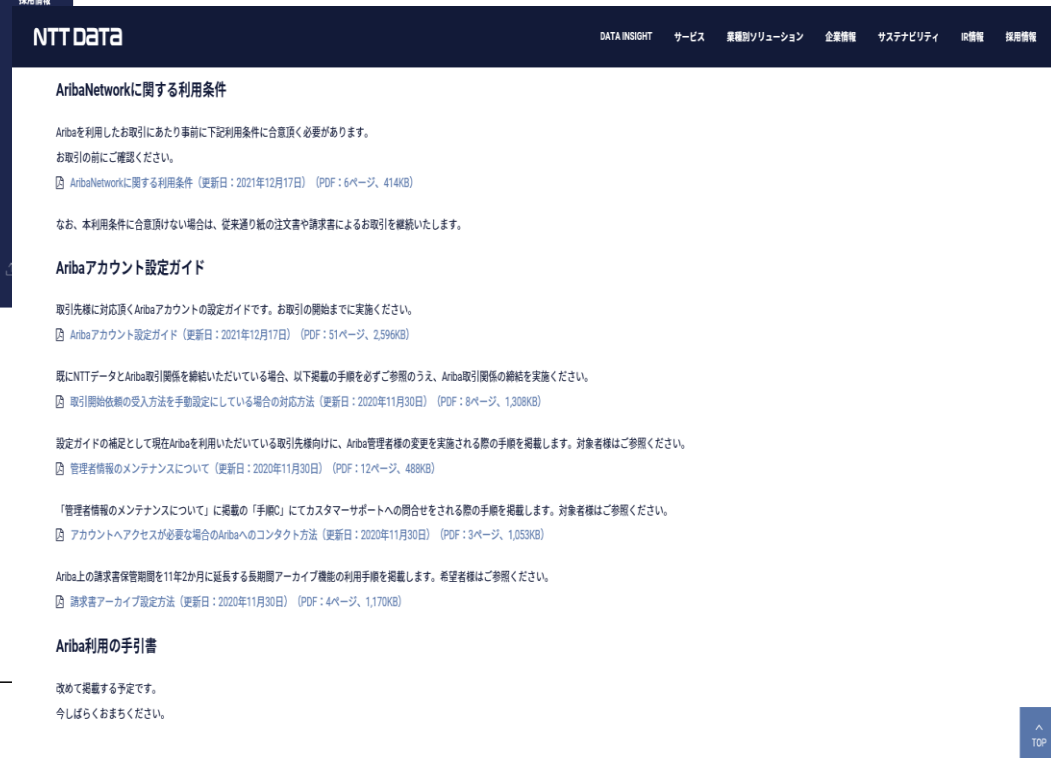 採用情報
NTT DATA
DATA INSIGHT サービス 業種別ソリューション 企業情報 サステナビリティ IR情報 採用情報
AribaNetworkに関する利用条件
Aribaを利用したお取引にあたり事前に下記利用条件に合意頂く必要があります。
お取引の前にご確認ください。
AribaNetworkに関する利用条件（更新日：2021年12月17日）（PDF：6ページ、414KB）
なお、本利用条件に合意頂けない場合は、従来通り紙の注文書や請求書によるお取引を継続いたします。
Aribaアカウント設定ガイド
取引先様に対応頂くAribaアカウントの設定ガイドです。お取引の開始までに実施ください。
Aribaアカウント設定ガイド（更新日：2021年12月17日）（PDF：51ページ、2,596KB）
既にNTTデータとAriba取引関係を締結いただいている場合、以下掲載の手順を必ずご参照のうえ、Ariba取引関係の締結を実施ください。
取引開始依頼の受入方法を手動設定にしている場合の対応方法（更新日：2020年11月30日）（PDF：8ページ、1,308KB）
設定ガイドの補足として現在Aribaを利用いただいている取引先様向けに、Ariba管理者様の変更を実施される際の手順を掲載します。対象者様はご参照ください。
管理者情報のメンテナンスについて（更新日：2020年11月30日）（PDF：12ページ、488KB）
「管理者情報のメンテナンスについて」に掲載の「手順C」にてカスタマーサポートへの問合せをされる際の手順を掲載します。対象者様はご参照ください。
アカウントへアクセスが必要な場合のAribaへのコンタクト方法（更新日：2020年11月30日）（PDF：3ページ、1,053KB）
Ariba上の請求書保管期間を11年2か月に延長する長期間アーカイブ機能の利用手順を掲載します。希望者様はご参照ください。
請求書アーカイブ設定方法（更新日：2020年11月30日）（PDF：4ページ、1,170KB）
Ariba利用の手引書
改めて掲載する予定です。
今しばらくおまちください。
TOP